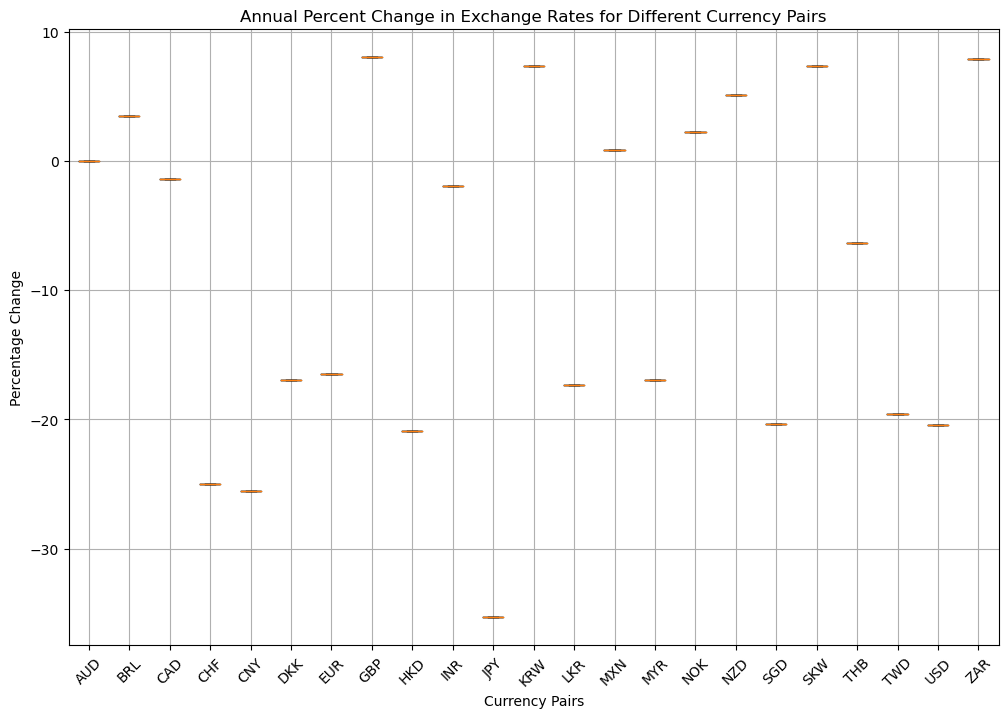 Annual Percent Change in Exchange Rates for Different Currency Pairs
10
0
−10
−20
−30
Percentage Change
AUD
BRL
CAD
CHF
CNY
DKK
EUR
GBP
HKD
INR
JPY
KRW
LKR
MXN
MYR
NOK
NZD
SGD
SKW
THB
TWD
USD
ZAR
Currency Pairs